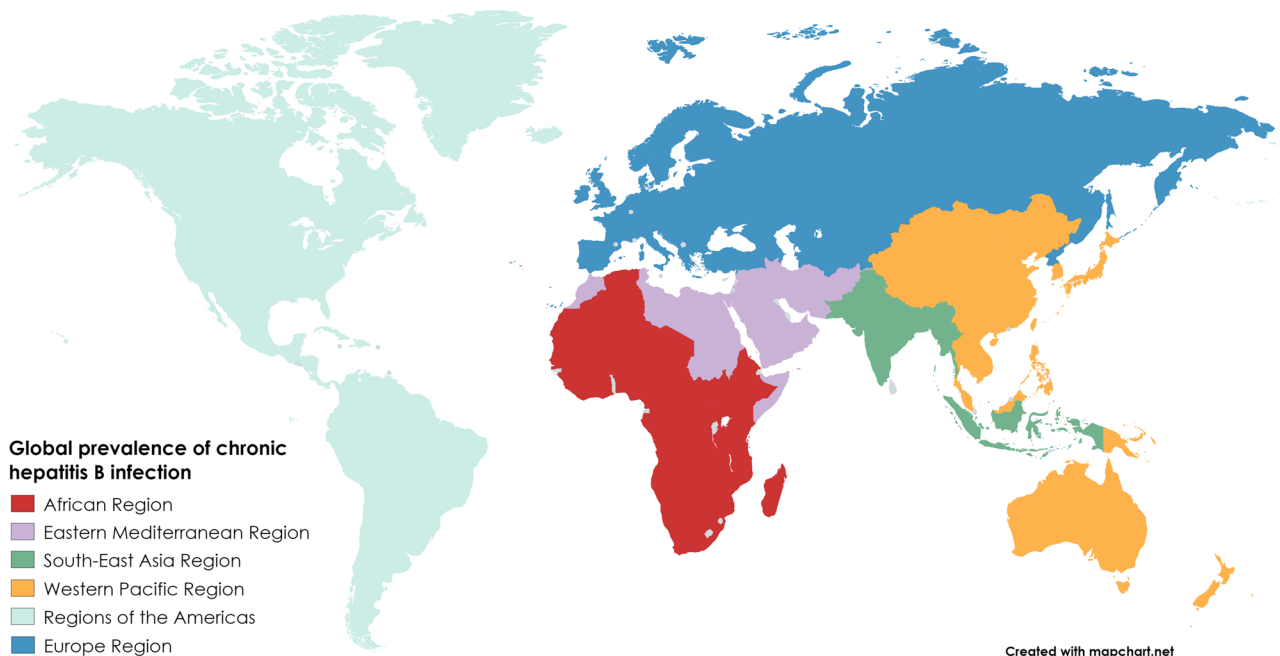 Global prevalence of chronic
hepatitis B infection
African Region
Eastern Mediterranean Region
South-East Asia Region
Western Pacific Region
Regions of the Americas
Europe Region
Created with mapchart.net